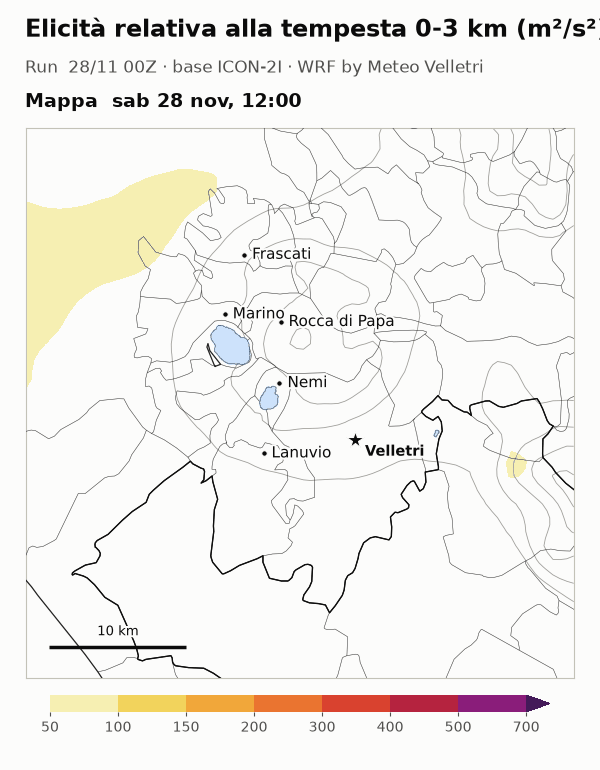 Elicità relativa alla tempesta 0-3 km (m²/s²)
Run 28/11 00Z · base ICON-2I · WRF by Meteo Velletri
Mappa sab 28 nov, 12:00
Frascati
Marino
Rocca di Papa
Nemi
Lanuvio
Velletri
10 km
50 100 150 200 300 400 500 700